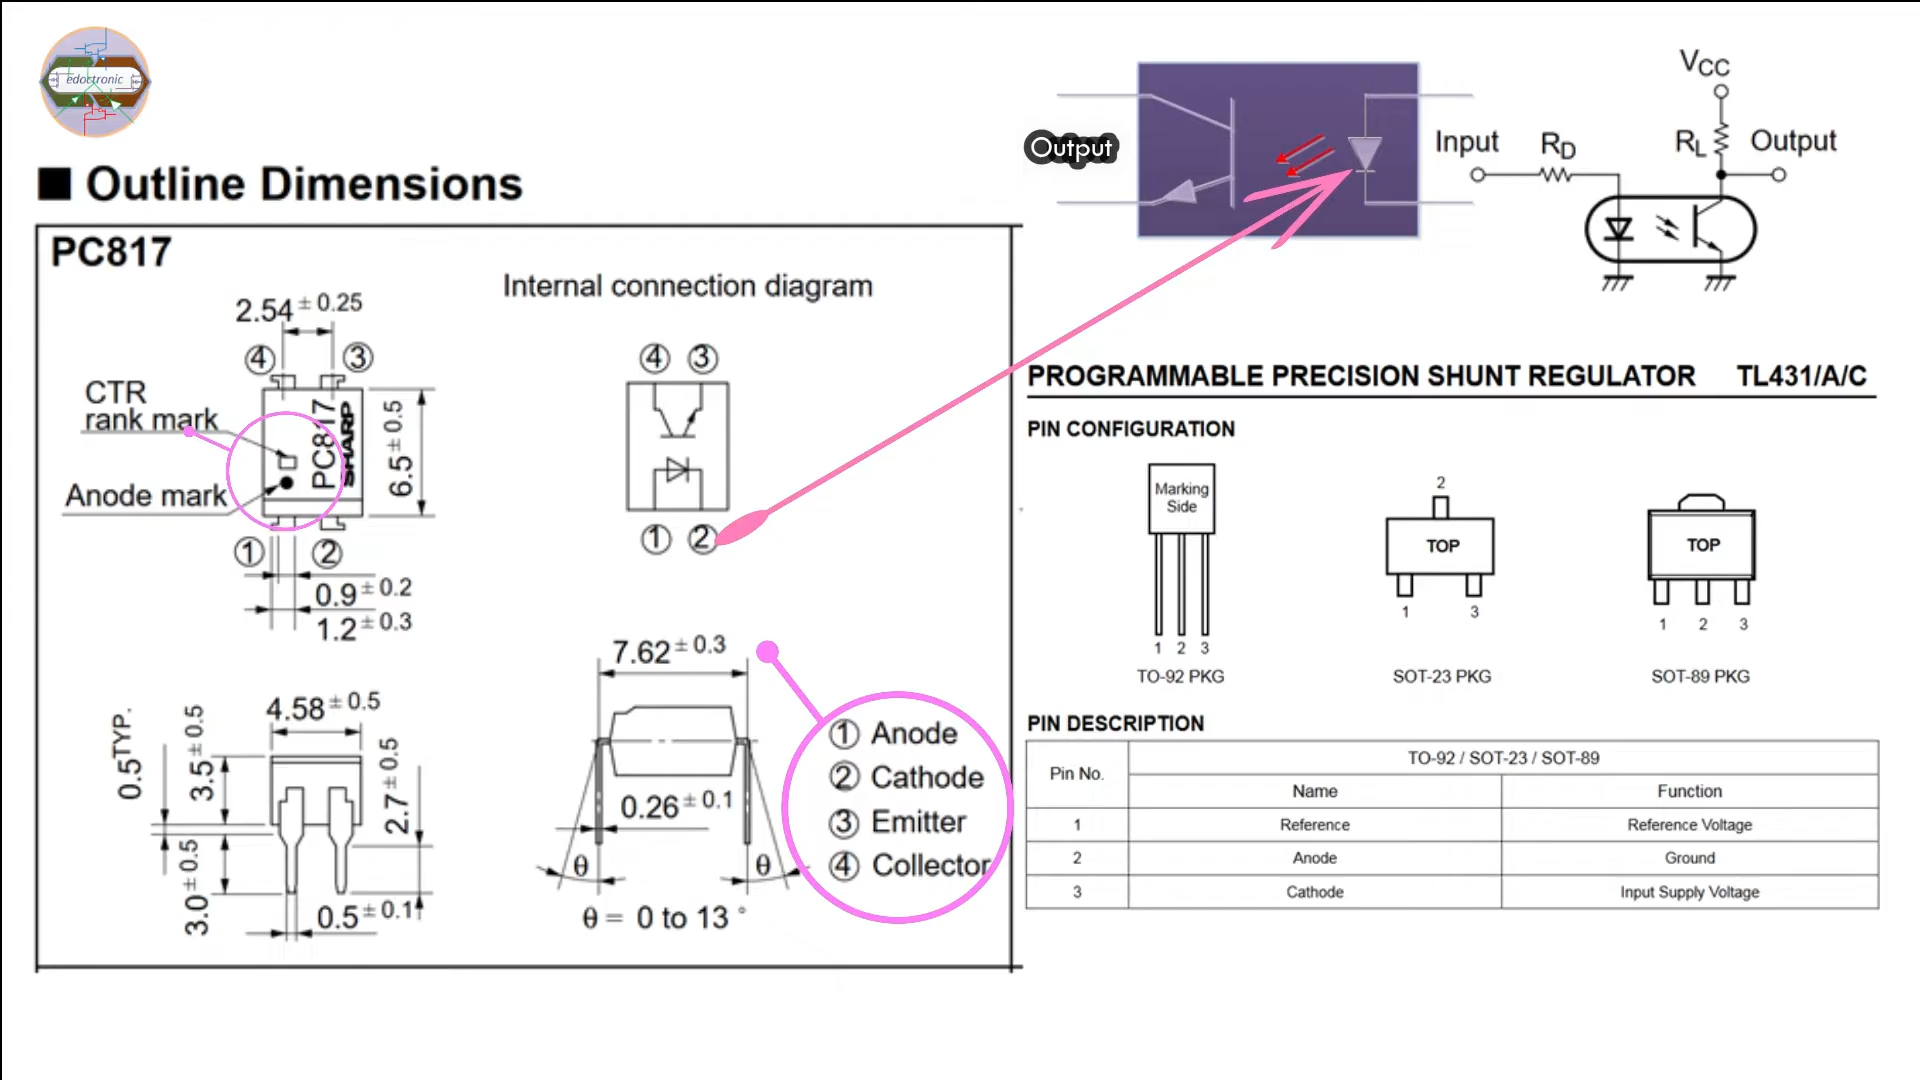 edoctronic
■ Outline Dimensions
PC817
Internal connection diagram
2.54 ± 0.25
④ ③
CTR
rank mark
Anode mark
PC817
SHARP
6.5 ± 0.5
① ②
0.9 ± 0.2
1.2 ± 0.3
④ ③
① ②
4.58 ± 0.5
0.5 TYP.
3.5 ± 0.5
2.7 ± 0.5
3.0 ± 0.5
0.5 ± 0.1
7.62 ± 0.3
0.26 ± 0.1
θ θ
θ = 0 to 13 °
① Anode
② Cathode
③ Emitter
④ Collector
Output
VCC
Input RD RL Output
PROGRAMMABLE PRECISION SHUNT REGULATOR TL431/A/C
PIN CONFIGURATION
Marking
Side
1 2 3
TO-92 PKG
2
TOP
1 3
SOT-23 PKG
TOP
1 2 3
SOT-89 PKG
PIN DESCRIPTION
Pin No. TO-92 / SOT-23 / SOT-89
Name Function
1 Reference Reference Voltage
2 Anode Ground
3 Cathode Input Supply Voltage